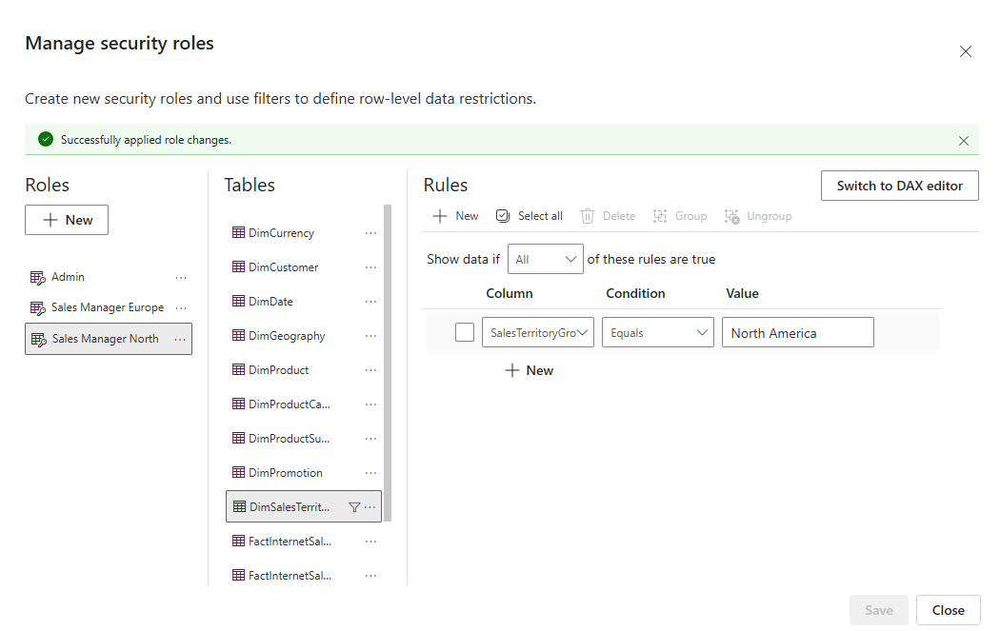 Manage security roles
Create new security roles and use filters to define row-level data restrictions.
Successfully applied role changes.
Roles
New
Admin
Sales Manager Europe
Sales Manager North
Tables
DimCurrency
DimCustomer
DimDate
DimGeography
DimProduct
DimProductCa...
DimProductSu...
DimPromotion
DimSalesTerrit...
FactInternetSal...
FactInternetSal...
Rules
Switch to DAX editor
New Select all Delete Group Ungroup
Show data if All of these rules are true
Column Condition Value
SalesTerritoryGro Equals North America
New
Save Close